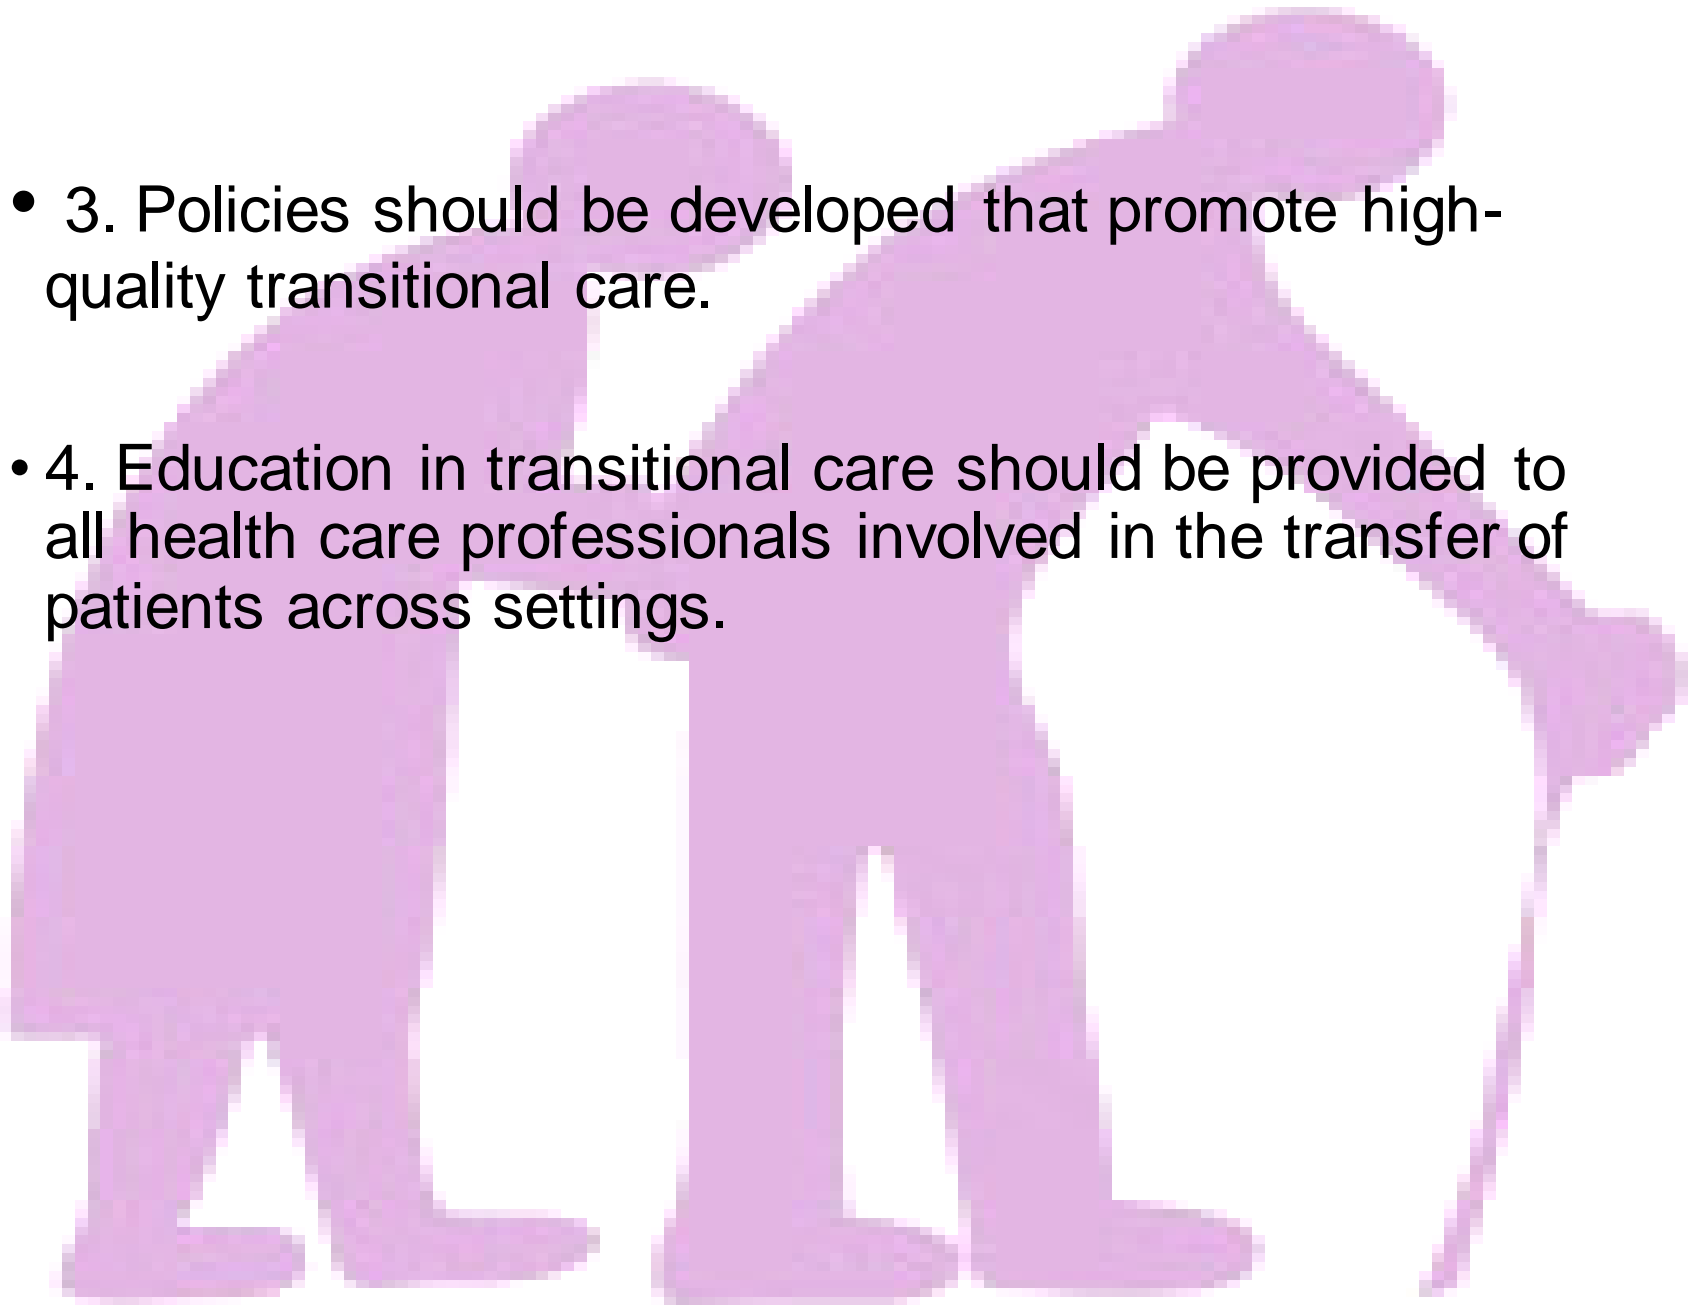 • 3. Policies should be developed that promote high-
quality transitional care.
• 4. Education in transitional care should be provided to
all health care professionals involved in the transfer of
patients across settings.